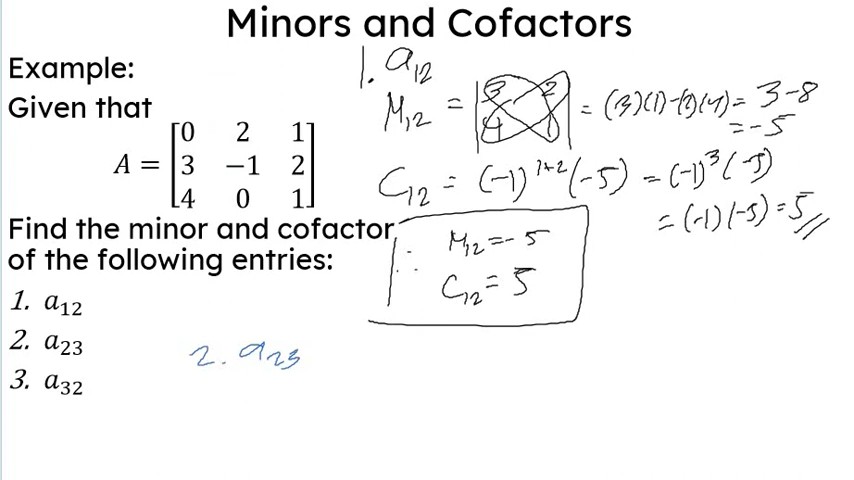 Minors and Cofactors
Example:
Given that
A = [0 2 1
3 −1 2
4 0 1]
Find the minor and cofactor
of the following entries:
1. a₁₂
2. a₂₃
3. a₃₂
1. a₁₂
M₁₂ = |3 2
4 1| = (3)(1)-(2)(4) = 3-8
= -5
C₁₂ = (-1)¹⁺²(-5) = (-1)³(-5)
= (-1)(-5) = 5 //
∴ M₁₂ = -5
C₁₂ = 5
2. a₂₃